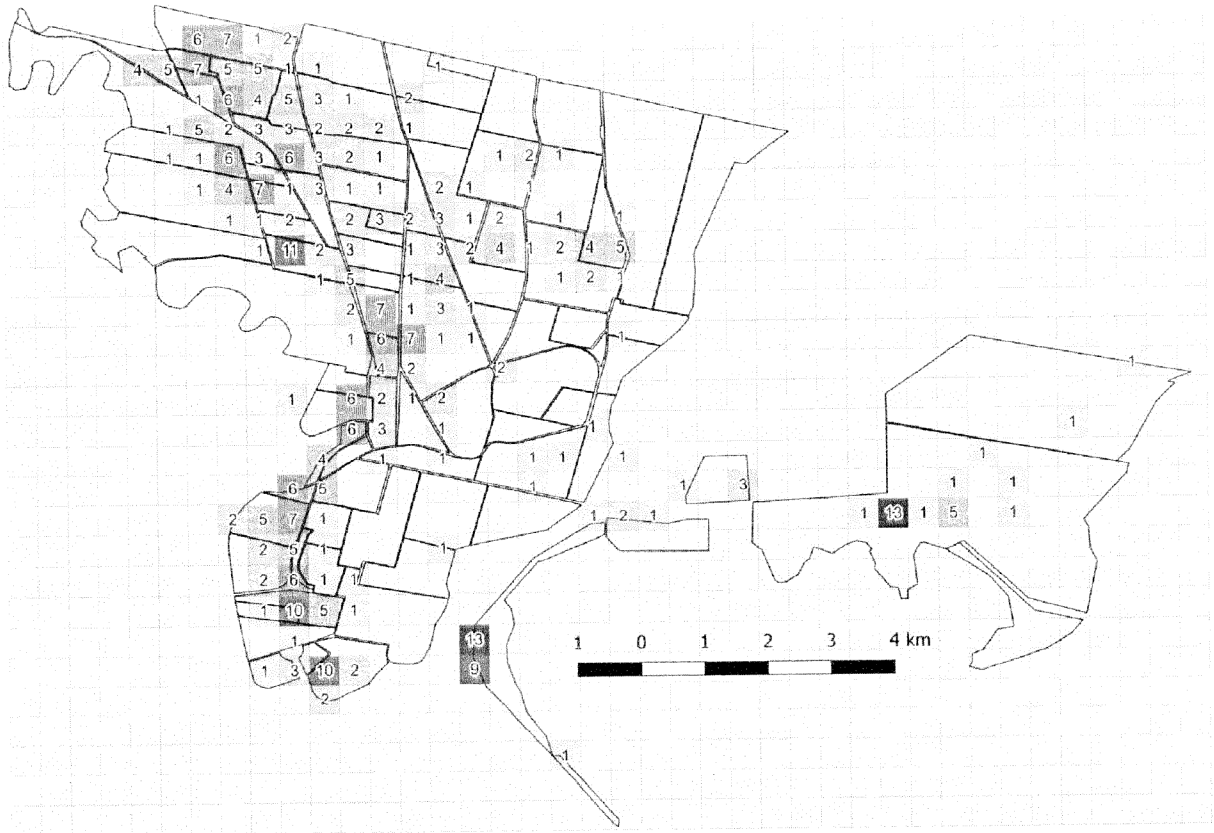 6 7 1 2
4 5 7 5 5 1 1 1
1 6 4 5 3 1 2
1 5 2 3 3 2 2 2 1
1 1 6 3 6 3 2 1 1 2 1
1 4 7 1 3 1 1 2 1 1
1 1 2 2 3 2 3 1 2 1 1
1 11 2 3 1 3 2 4 1 2 4 5
1 5 1 4 1 2
2 7 1 3 1
1 6 7 1 1 1
4 2 2 1
1 6 2 1 2 1
6 3 1 1
4 1 1 1 1 1 1
6 5 1 1 3 1 1
2 5 7 1 1 2 1 1 13 1 5 1
2 5 1 1
2 6 1 1
1 10 5 1
1 13 1 0 1 2 3 4 km
1 3 10 2 9
2
1